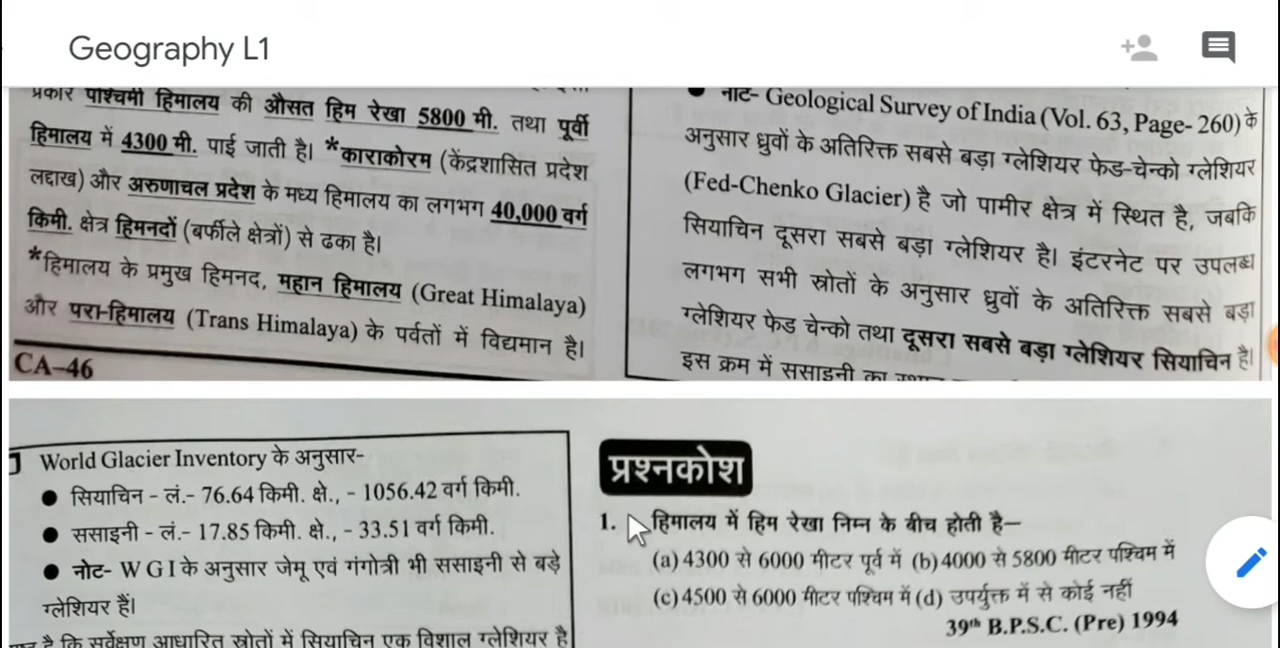 Geography L1
प्रकार पश्चिमी हिमालय की औसत हिम रेखा 5800 मी. तथा पूर्वी
हिमालय में 4300 मी. पाई जाती है। *काराकोरम (केंद्रशासित प्रदेश
लद्दाख) और अरुणाचल प्रदेश के मध्य हिमालय का लगभग 40,000 वर्ग
किमी. क्षेत्र हिमनदों (बर्फीले क्षेत्रों) से ढका है।
*हिमालय के प्रमुख हिमनद, महान हिमालय (Great Himalaya)
और परा-हिमालय (Trans Himalaya) के पर्वतों में विद्यमान है।
CA–46
● नोट- Geological Survey of India (Vol. 63, Page- 260) के
अनुसार ध्रुवों के अतिरिक्त सबसे बड़ा ग्लेशियर फेड-चेन्को ग्लेशियर
(Fed-Chenko Glacier) है जो पामीर क्षेत्र में स्थित है, जबकि
सियाचिन दूसरा सबसे बड़ा ग्लेशियर है। इंटरनेट पर उपलब्ध
लगभग सभी स्रोतों के अनुसार ध्रुवों के अतिरिक्त सबसे बड़ा
ग्लेशियर फेड चेन्को तथा दूसरा सबसे बड़ा ग्लेशियर सियाचिन है।
इस क्रम में ससाइनी का
World Glacier Inventory के अनुसार-
● सियाचिन - लं.- 76.64 किमी. क्षे., - 1056.42 वर्ग किमी.
● ससाइनी - लं.- 17.85 किमी. क्षे., - 33.51 वर्ग किमी.
● नोट- W G I के अनुसार जेमू एवं गंगोत्री भी ससाइनी से बड़े
ग्लेशियर हैं।
है कि सर्वेक्षण आधारित स्रोतों में सियाचिन एक विशाल ग्लेशियर है
प्रश्नकोश
1. हिमालय में हिम रेखा निम्न के बीच होती है–
(a) 4300 से 6000 मीटर पूर्व में (b) 4000 से 5800 मीटर पश्चिम में
(c) 4500 से 6000 मीटर पश्चिम में (d) उपर्युक्त में से कोई नहीं
39th B.P.S.C. (Pre) 1994